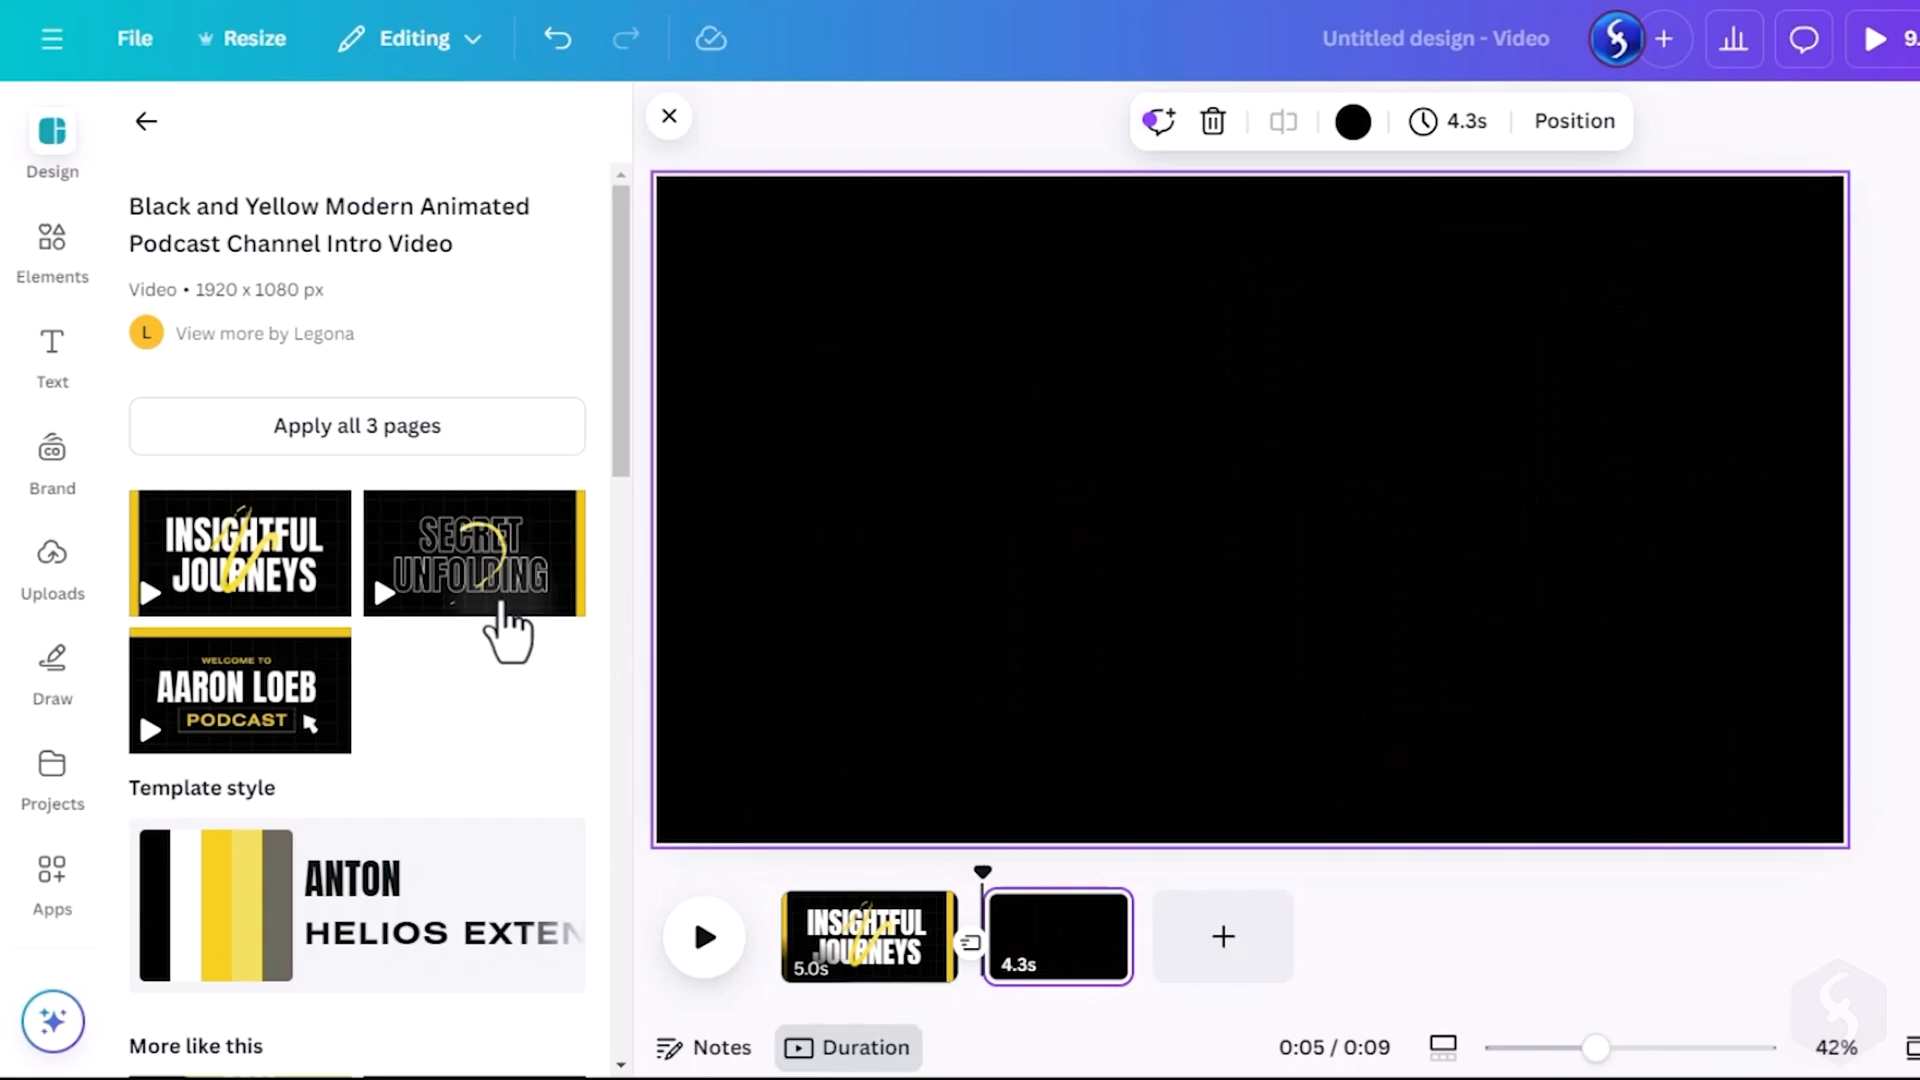 File
Resize
Editing
Untitled design - Video
9.
Design
Elements
Text
Brand
Uploads
Draw
Projects
Apps
Black and Yellow Modern Animated
Podcast Channel Intro Video
Video • 1920 x 1080 px
L
View more by Legona
Apply all 3 pages
INSIGHTFUL
JOURNEYS
SECRET
UNFOLDING
WELCOME TO
AARON LOEB
PODCAST
Template style
ANTON
HELIOS EXTEN
More like this
4.3s
Position
INSIGHTFUL
JOURNEYS
5.0s
4.3s
Notes
Duration
0:05 / 0:09
42%